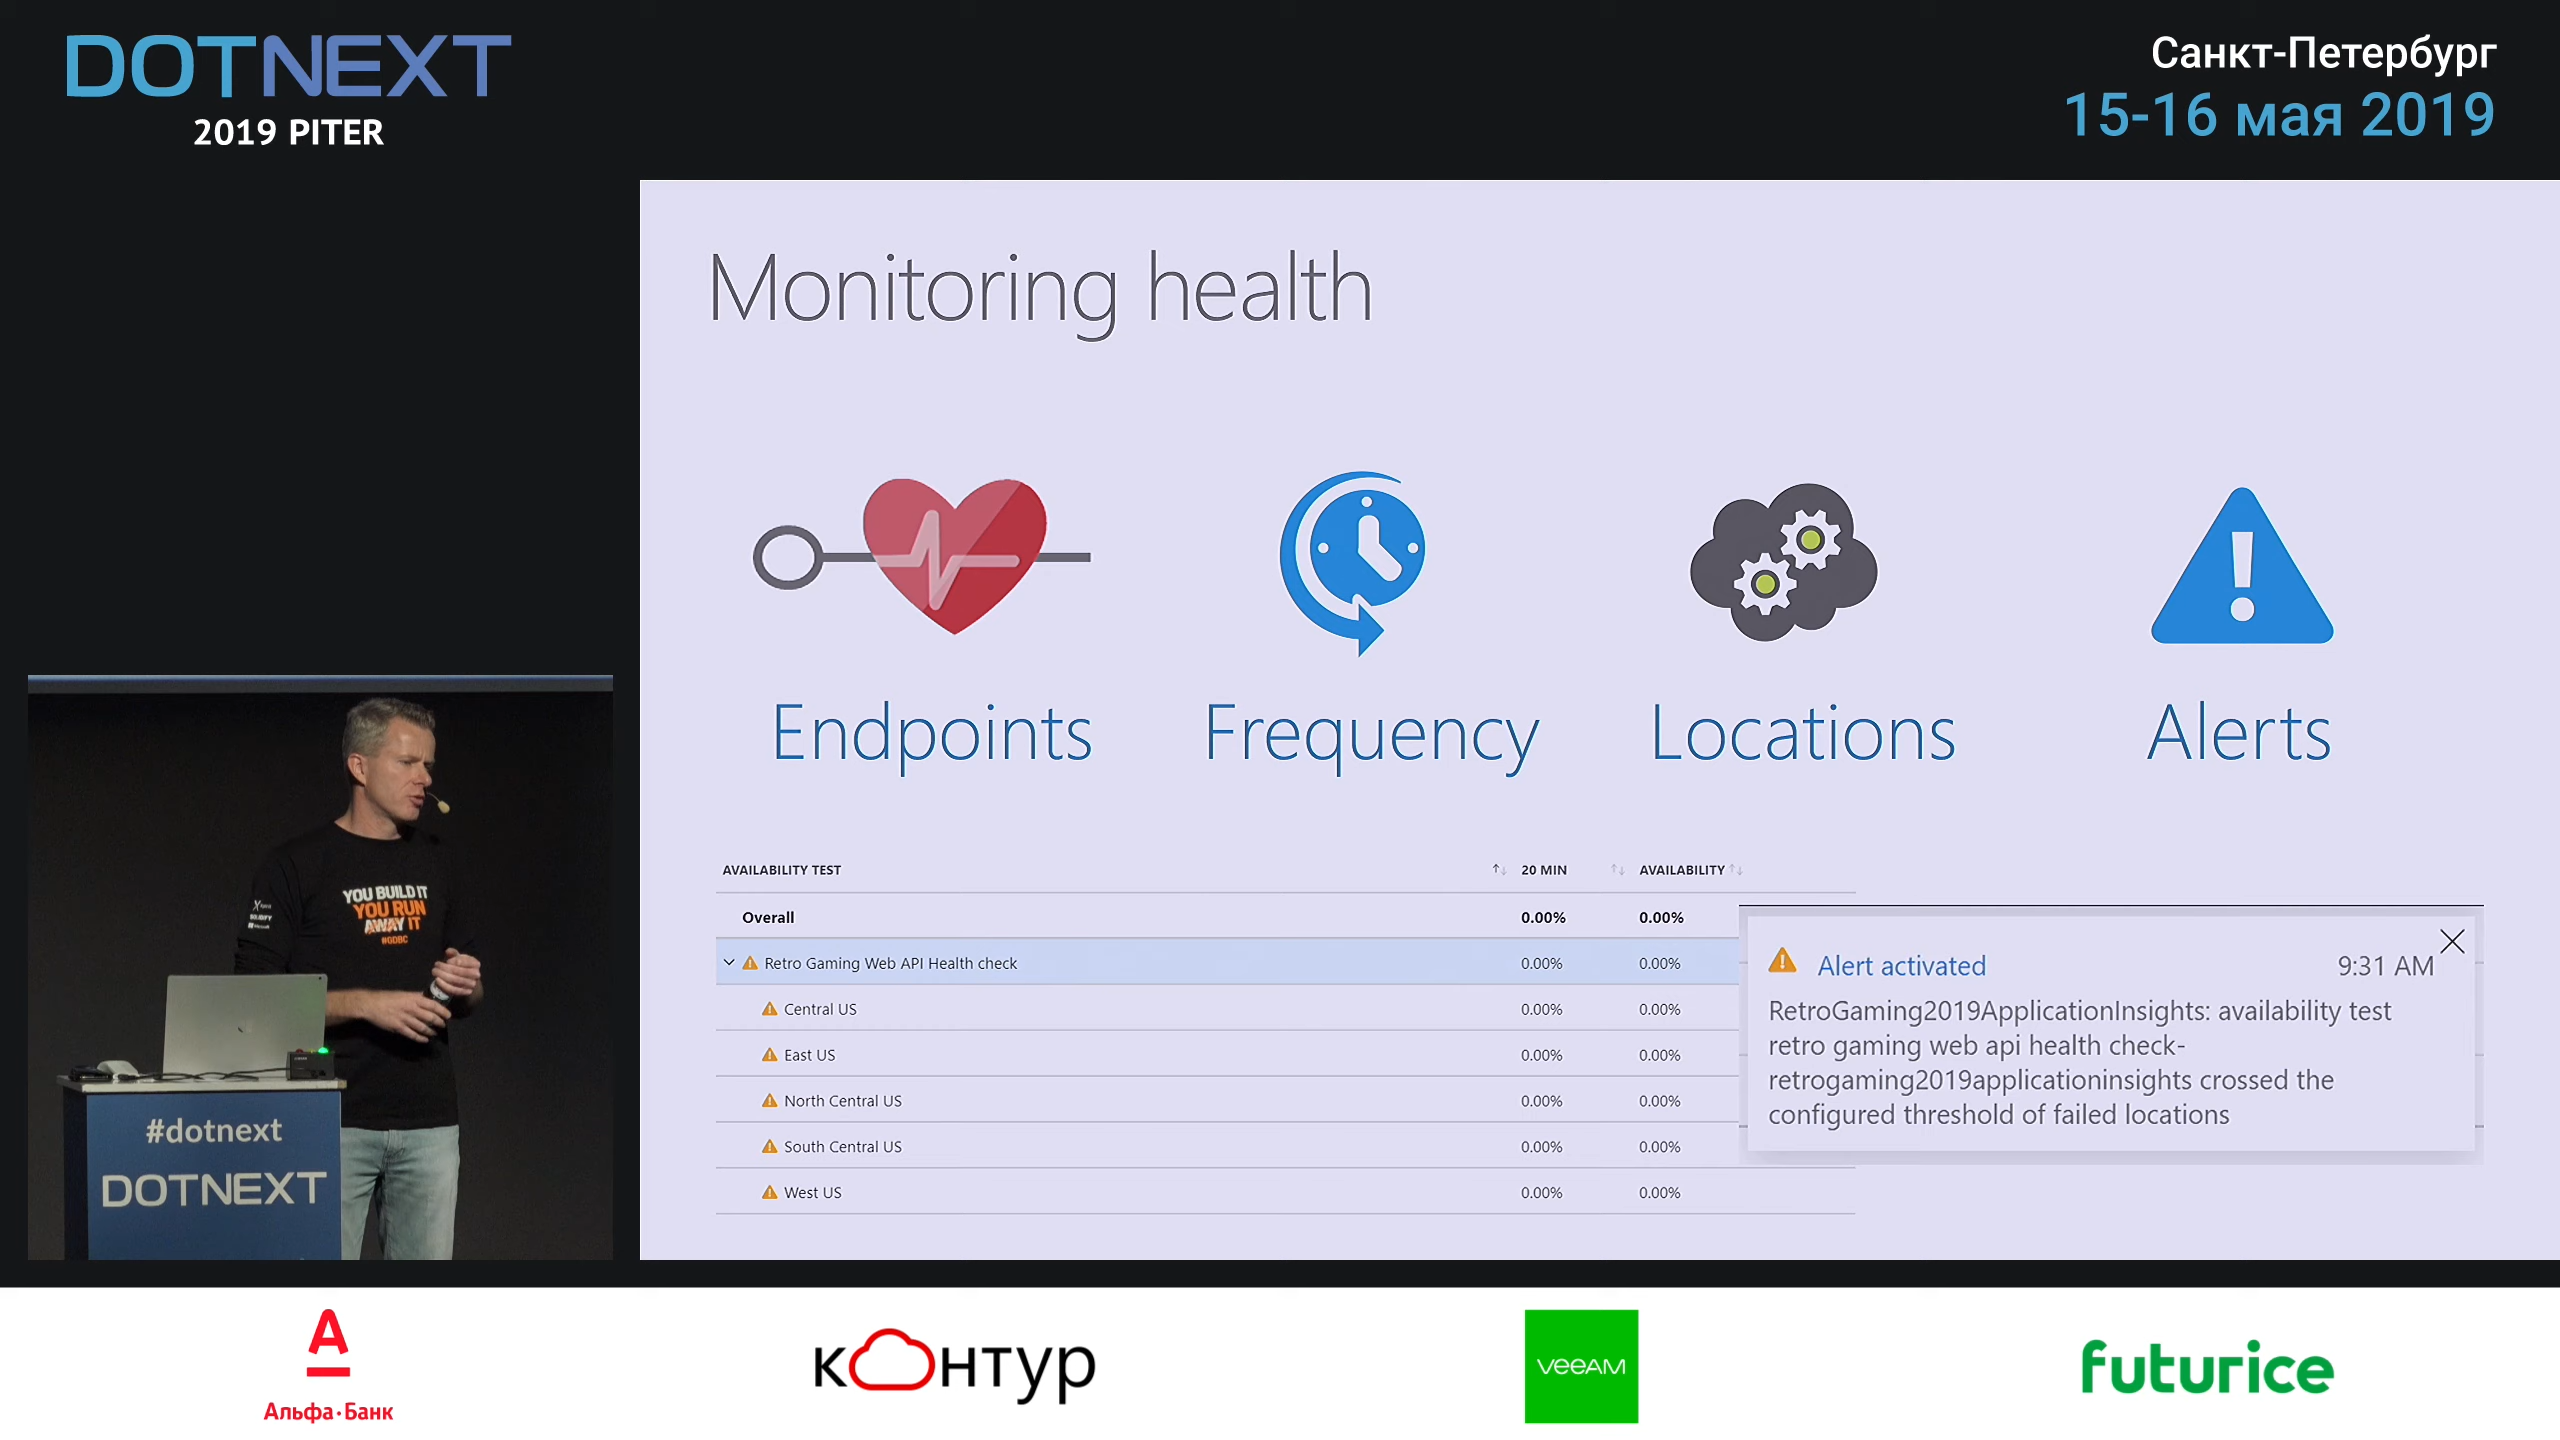 DOTNEXT
2019 PITER
Санкт-Петербург
15-16 мая 2019
Monitoring health
Endpoints
Frequency
Locations
Alerts
AVAILABILITY TEST 20 MIN AVAILABILITY
Overall 0.00% 0.00%
Retro Gaming Web API Health check 0.00% 0.00%
Central US 0.00% 0.00%
East US 0.00% 0.00%
North Central US 0.00% 0.00%
South Central US 0.00% 0.00%
West US 0.00% 0.00%
Alert activated 9:31 AM
RetroGaming2019ApplicationInsights: availability test
retro gaming web api health check-
retrogaming2019applicationinsights crossed the
configured threshold of failed locations
YOU BUILD IT
YOU RUN
AWAY IT
#GDBC
#dotnext
DOTNEXT
А
Альфа·Банк
контур
veeAM
futurice